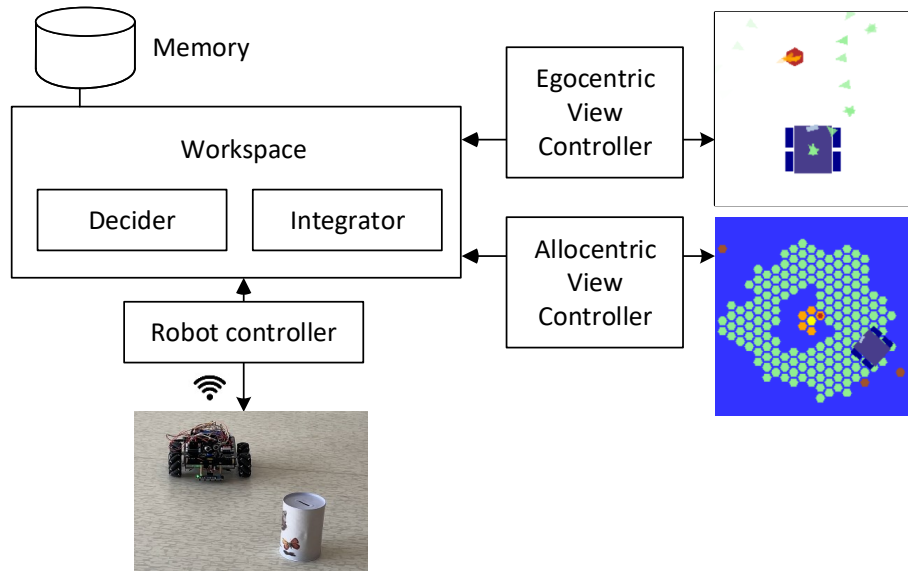 Memory
Workspace
Decider
Integrator
Robot controller
Egocentric
View
Controller
Allocentric
View
Controller